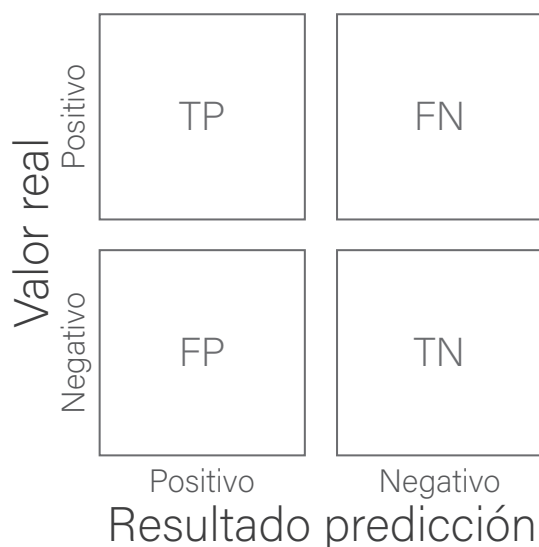 Valor real
Positivo
TP
FN
Negativo
FP
TN
Positivo
Negativo
Resultado predicción